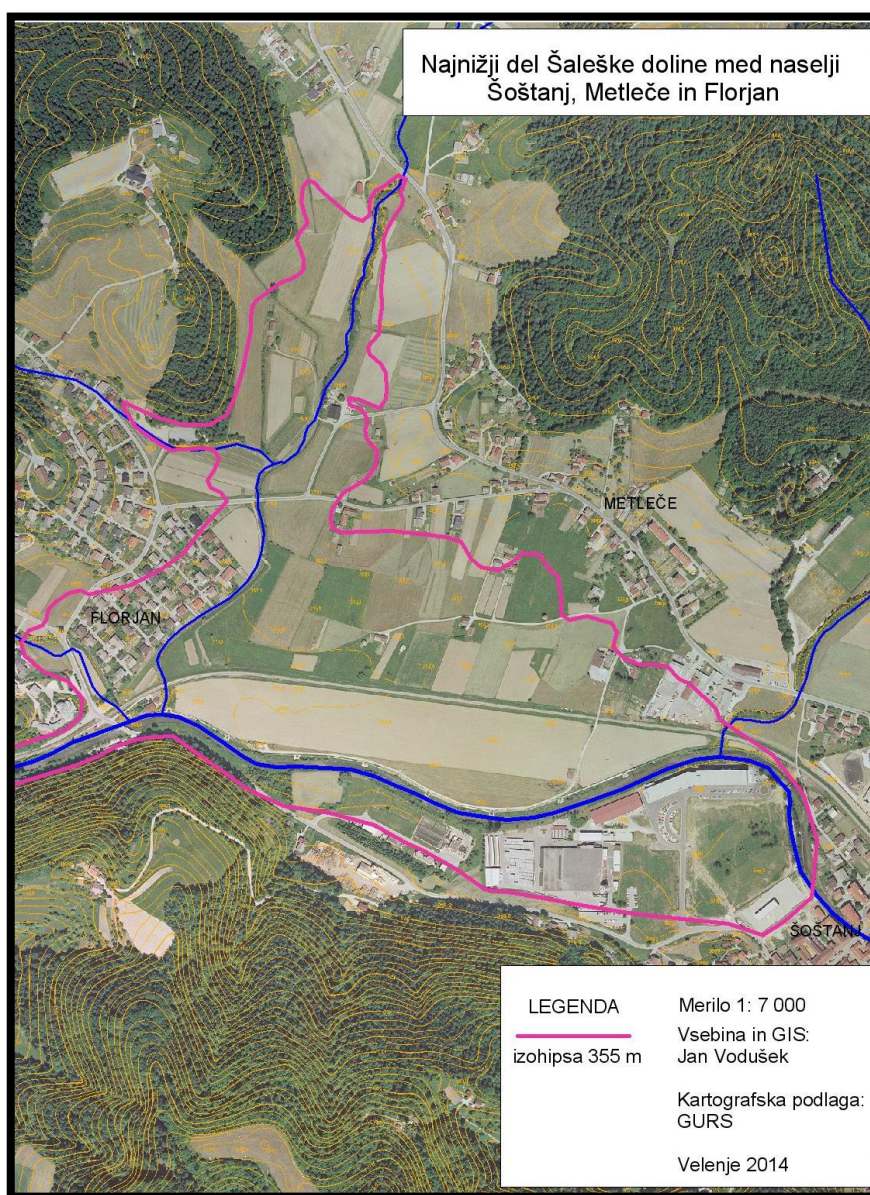 Najnižji del Šaleške doline med naselji
Šoštanj, Metleče in Florjan
METLEČE
FLORJAN
ŠOŠTANJ
LEGENDA
izohipsa 355 m
Merilo 1: 7 000
Vsebina in GIS:
Jan Vodušek
Kartografska podlaga:
GURS
Velenje 2014